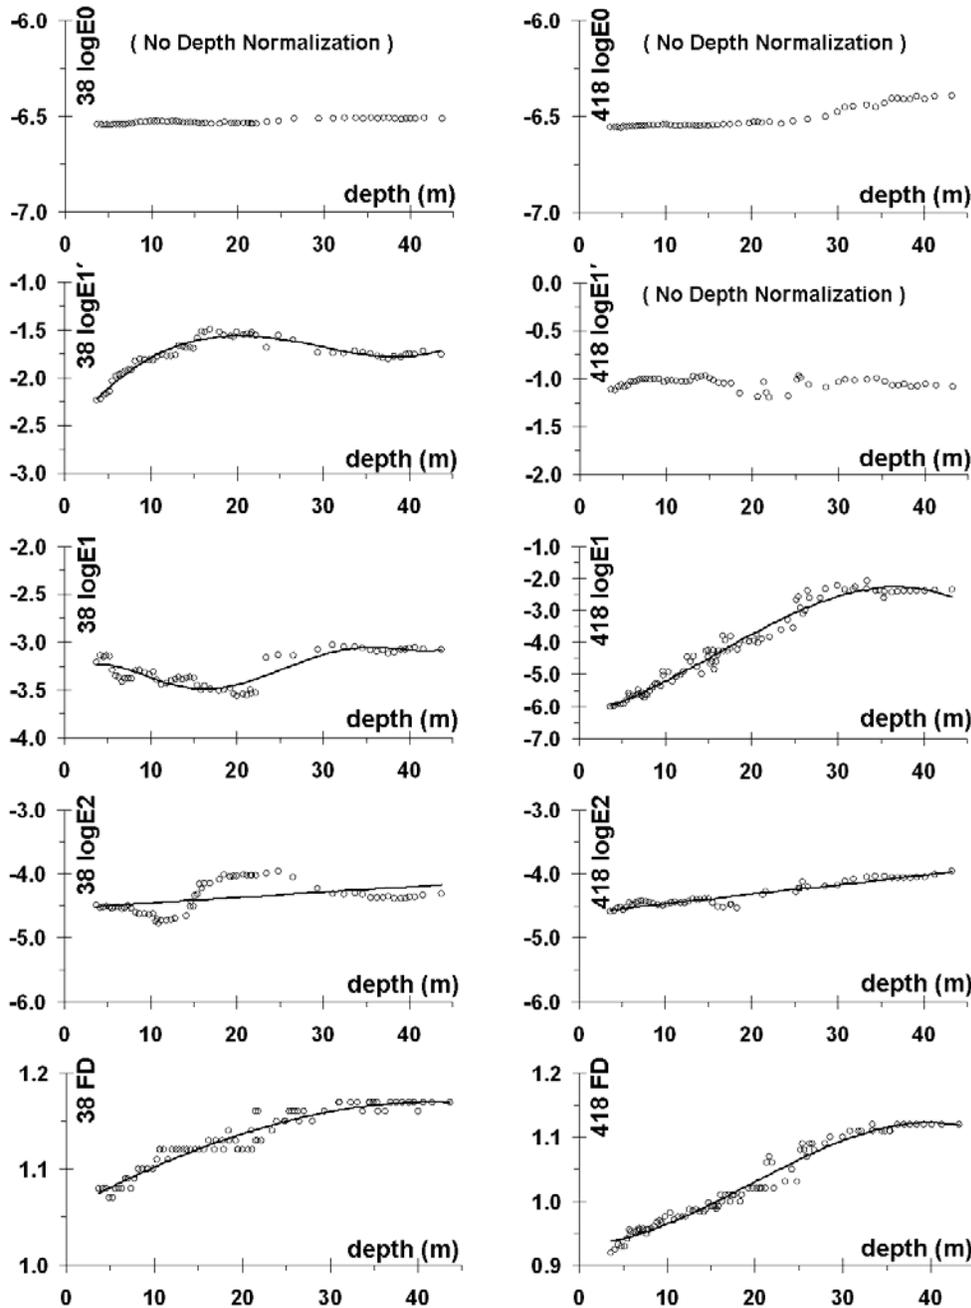 -6.0
38 logE0
( No Depth Normalization )
-6.5
depth (m)
-7.0
0 10 20 30 40
-6.0
418 logE0
( No Depth Normalization )
-6.5
depth (m)
-7.0
0 10 20 30 40
-1.0
38 logE1′
-1.5
-2.0
-2.5
depth (m)
-3.0
0 10 20 30 40
0.0
418 logE1′
( No Depth Normalization )
-0.5
-1.0
-1.5
depth (m)
-2.0
0 10 20 30 40
-2.0
38 logE1
-2.5
-3.0
-3.5
depth (m)
-4.0
0 10 20 30 40
-1.0
418 logE1
-2.0
-3.0
-4.0
-5.0
-6.0
depth (m)
-7.0
0 10 20 30 40
-3.0
38 logE2
-4.0
-5.0
depth (m)
-6.0
0 10 20 30 40
-3.0
418 logE2
-4.0
-5.0
depth (m)
-6.0
0 10 20 30 40
1.2
38 FD
1.1
depth (m)
1.0
0 10 20 30 40
1.2
418 FD
1.1
1.0
depth (m)
0.9
0 10 20 30 40